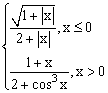 √(1+|x|) / (2+|x|), x ≤ 0
(1+x) / (2+cos³x), x > 0